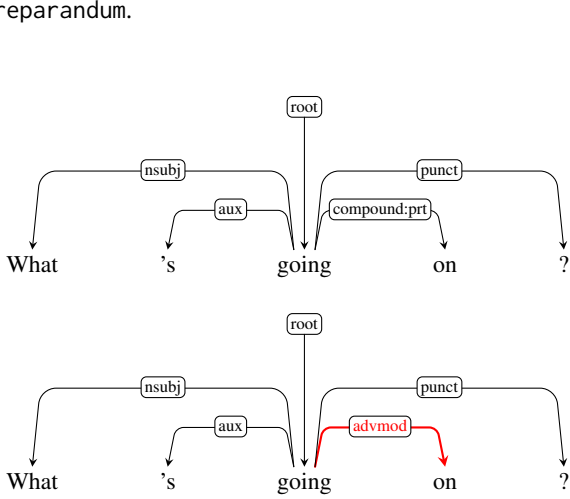 reparandum.
root
nsubj punct
aux compound:prt
What 's going on ?
root
nsubj punct
aux advmod
What 's going on ?